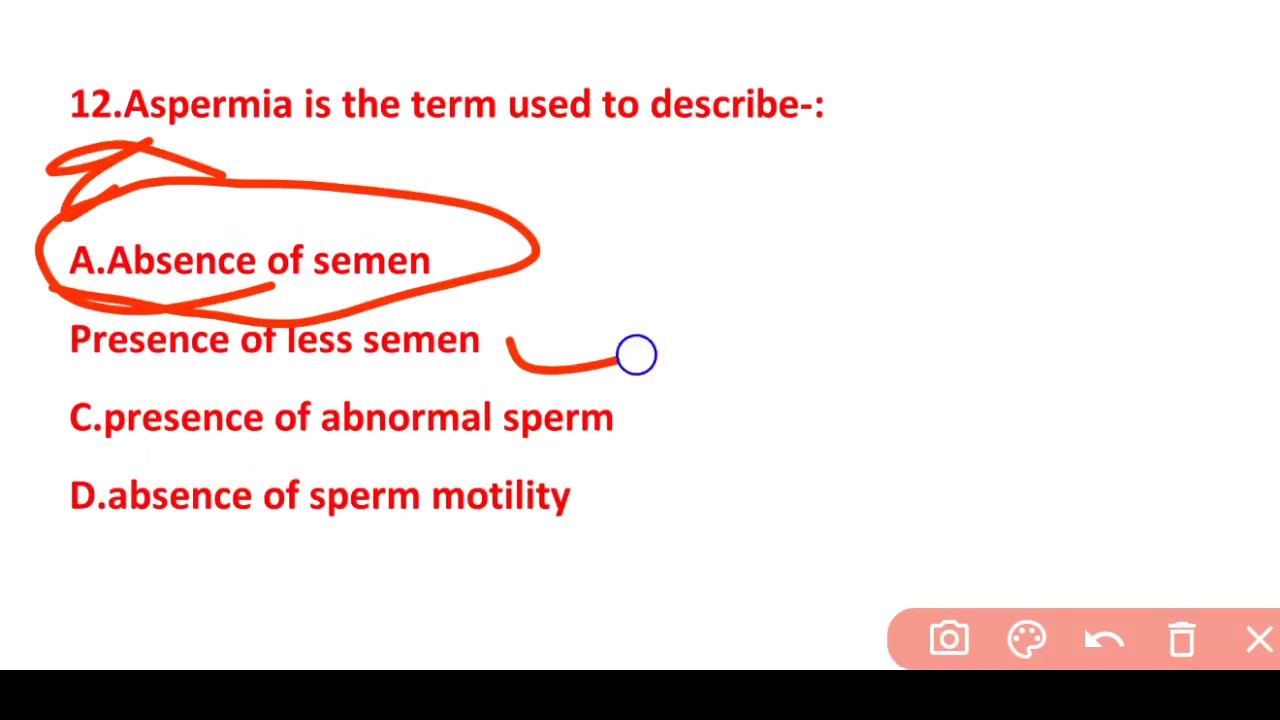 12.Aspermia is the term used to describe-:
A.Absence of semen
Presence of less semen
C.presence of abnormal sperm
D.absence of sperm motility